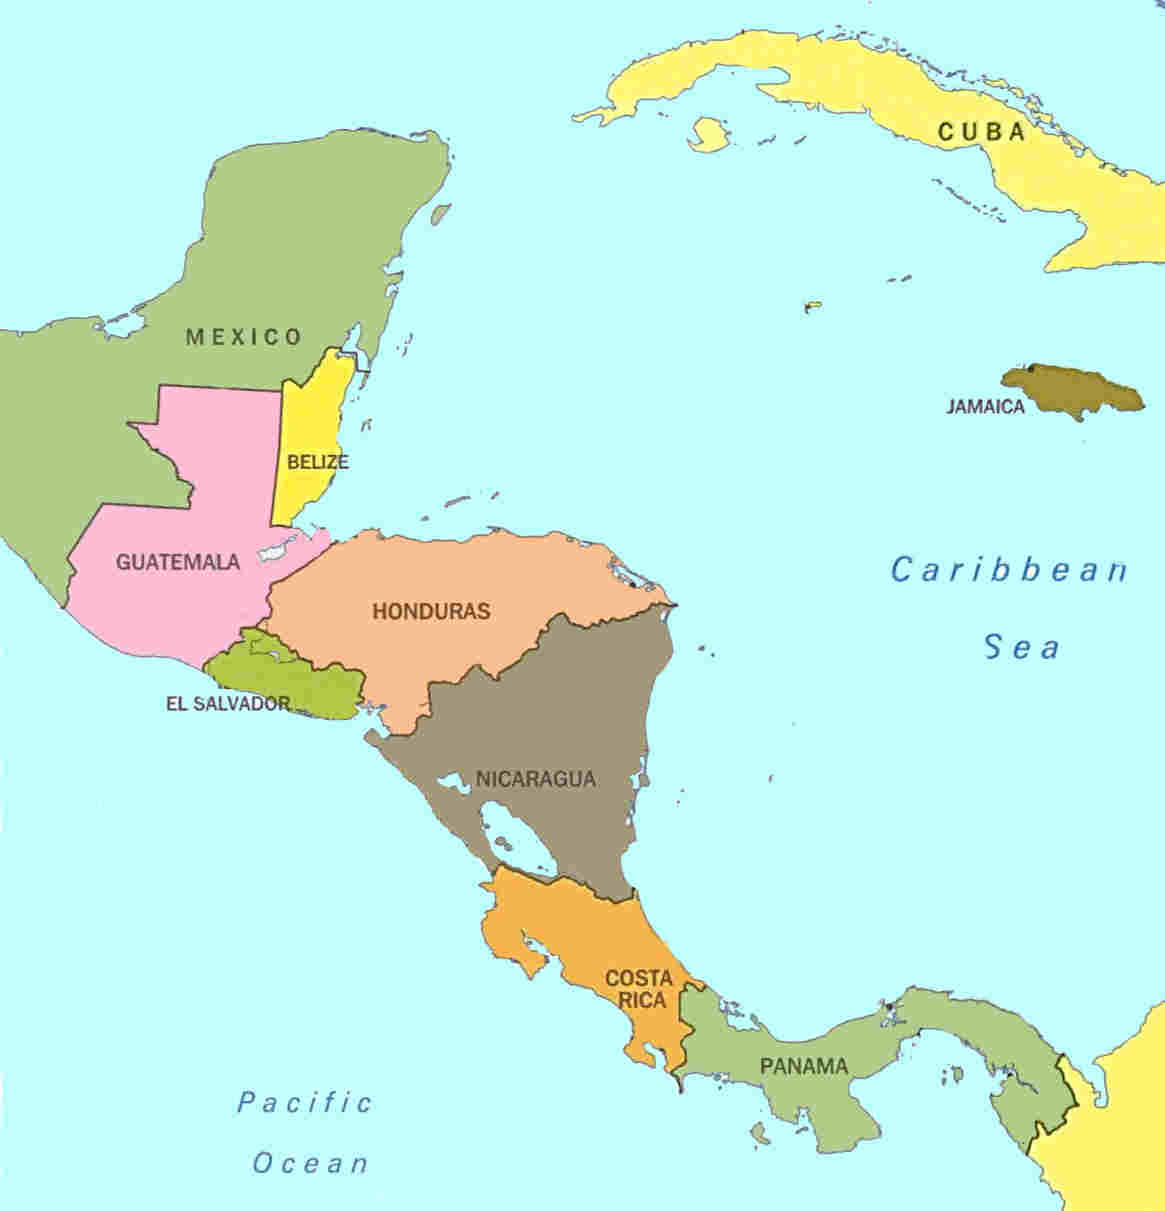 CUBA
MEXICO
JAMAICA
BELIZE
GUATEMALA
Caribbean
Sea
HONDURAS
EL SALVADOR
NICARAGUA
COSTA
RICA
PANAMA
Pacific
Ocean